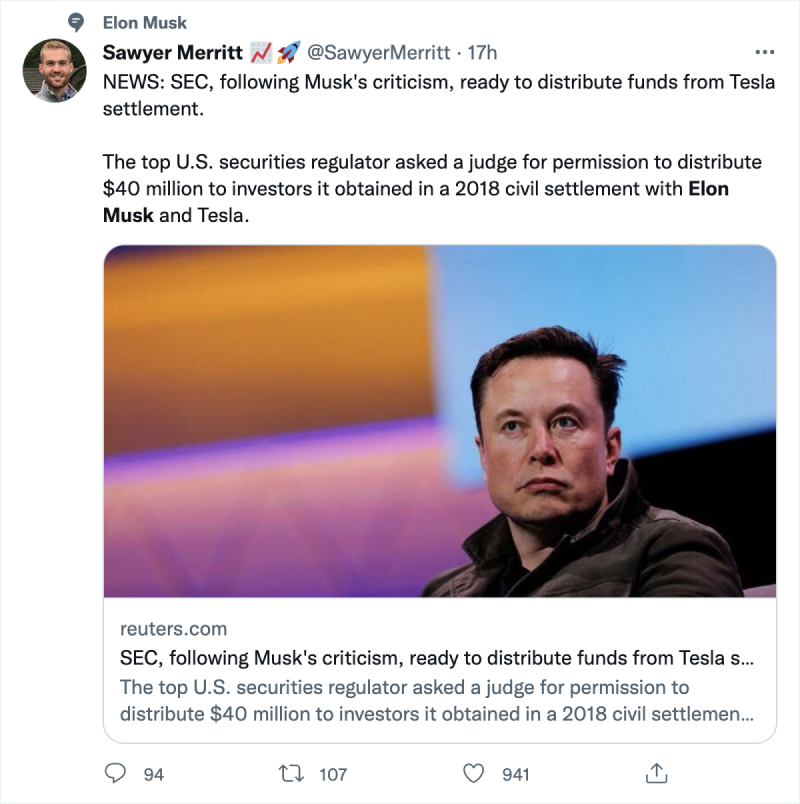 Elon Musk
Sawyer Merritt 📈 🚀 @SawyerMerritt · 17h
NEWS: SEC, following Musk's criticism, ready to distribute funds from Tesla
settlement.
The top U.S. securities regulator asked a judge for permission to distribute
$40 million to investors it obtained in a 2018 civil settlement with Elon
Musk and Tesla.
reuters.com
SEC, following Musk's criticism, ready to distribute funds from Tesla s...
The top U.S. securities regulator asked a judge for permission to
distribute $40 million to investors it obtained in a 2018 civil settlemen...
94 107 941